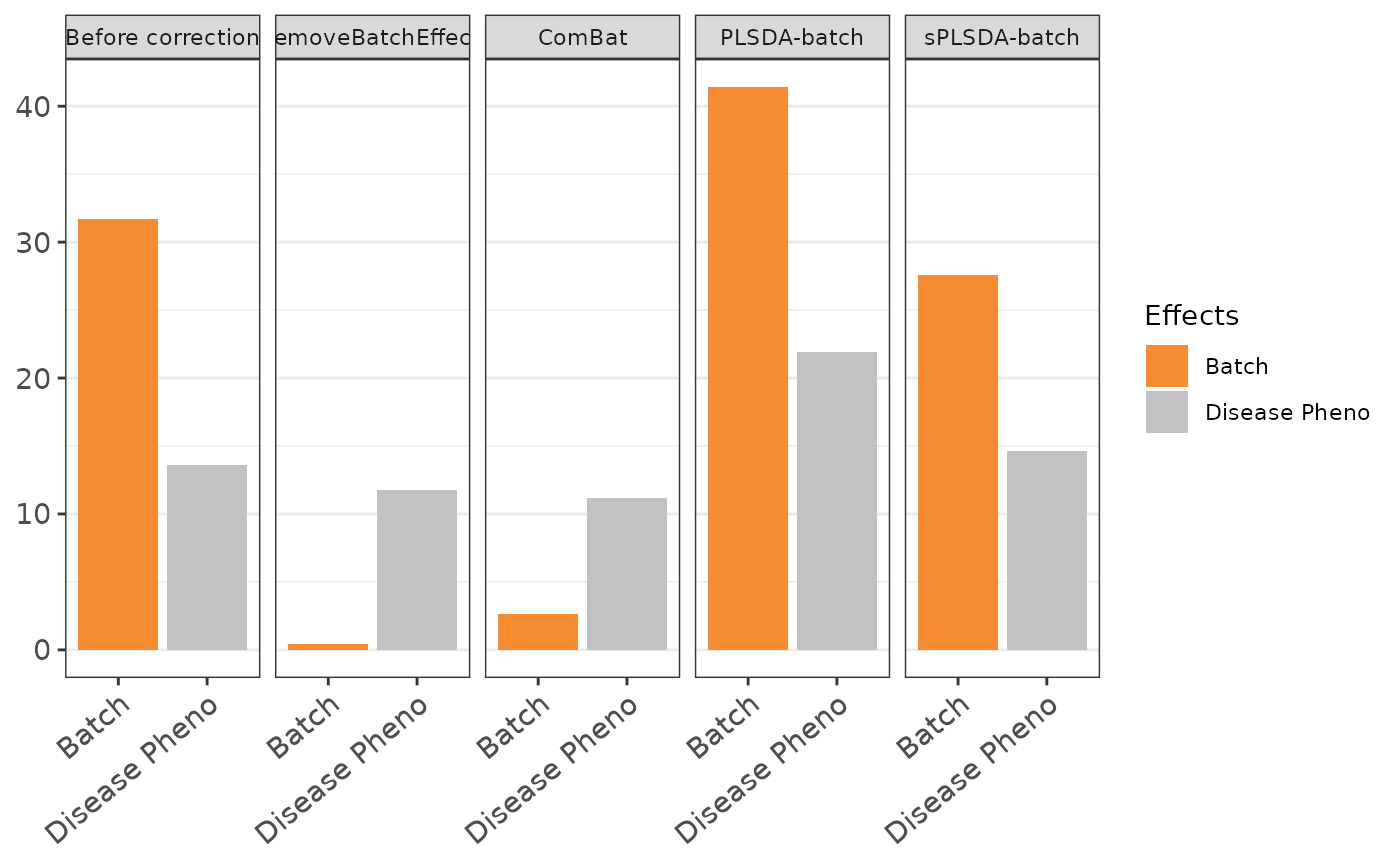 Before correction
emoveBatchEffec
ComBat
PLSDA-batch
sPLSDA-batch
40
30
20
10
0
Batch
Disease Pheno
Batch
Disease Pheno
Batch
Disease Pheno
Batch
Disease Pheno
Batch
Disease Pheno
Effects
Batch
Disease Pheno